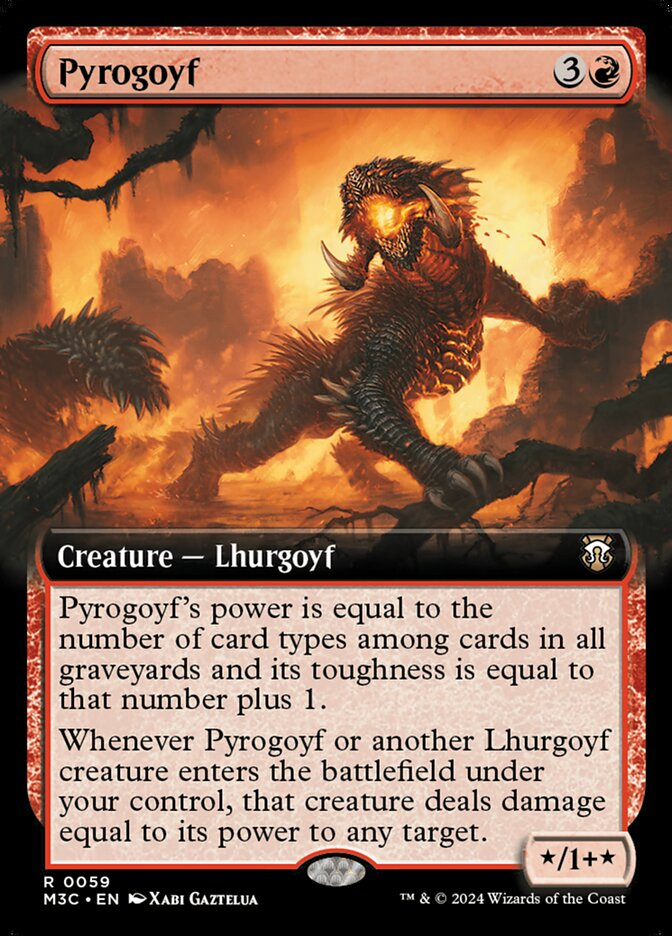 Pyrogoyf 3
Creature — Lhurgoyf
Pyrogoyf's power is equal to the
number of card types among cards in all
graveyards and its toughness is equal to
that number plus 1.
Whenever Pyrogoyf or another Lhurgoyf
creature enters the battlefield under
your control, that creature deals damage
equal to its power to any target.
★/1+★
R 0059
M3C • EN Xabi Gaztelua
™ & © 2024 Wizards of the Coast